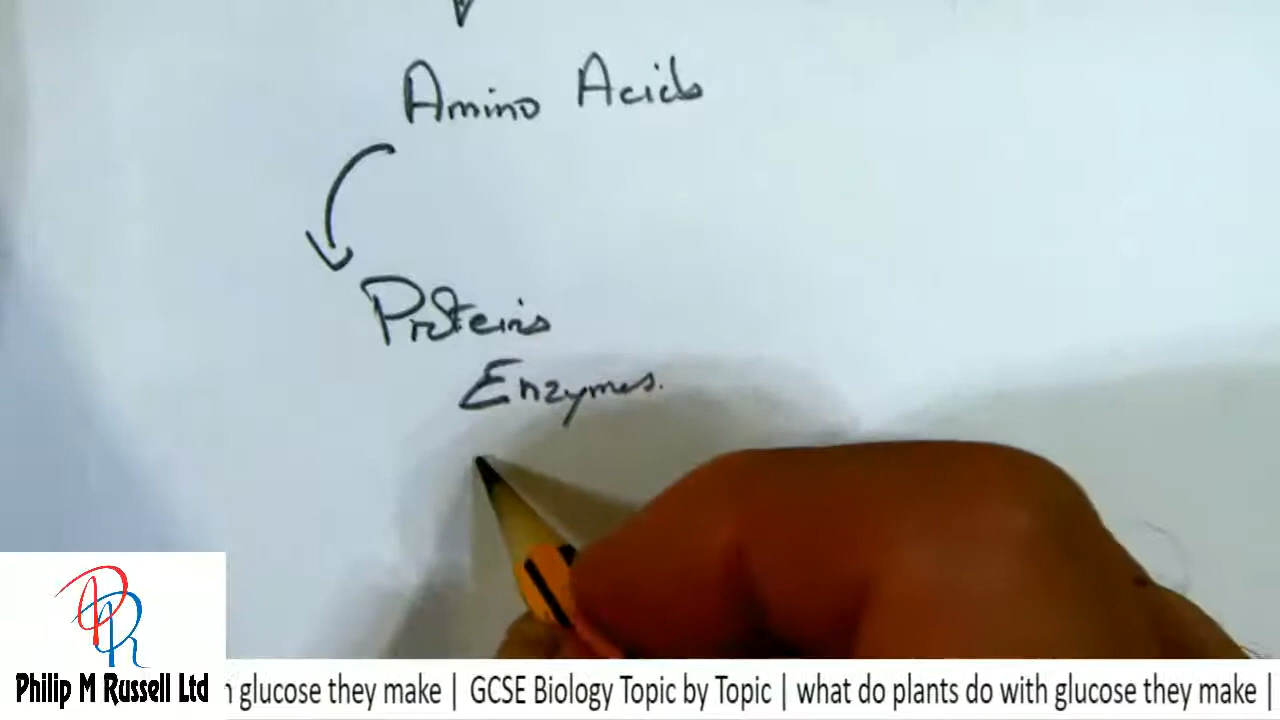 Amino Acids
Proteins
Enzymes.
Philip M Russell Ltd
n glucose they make | GCSE Biology Topic by Topic | what do plants do with glucose they make |